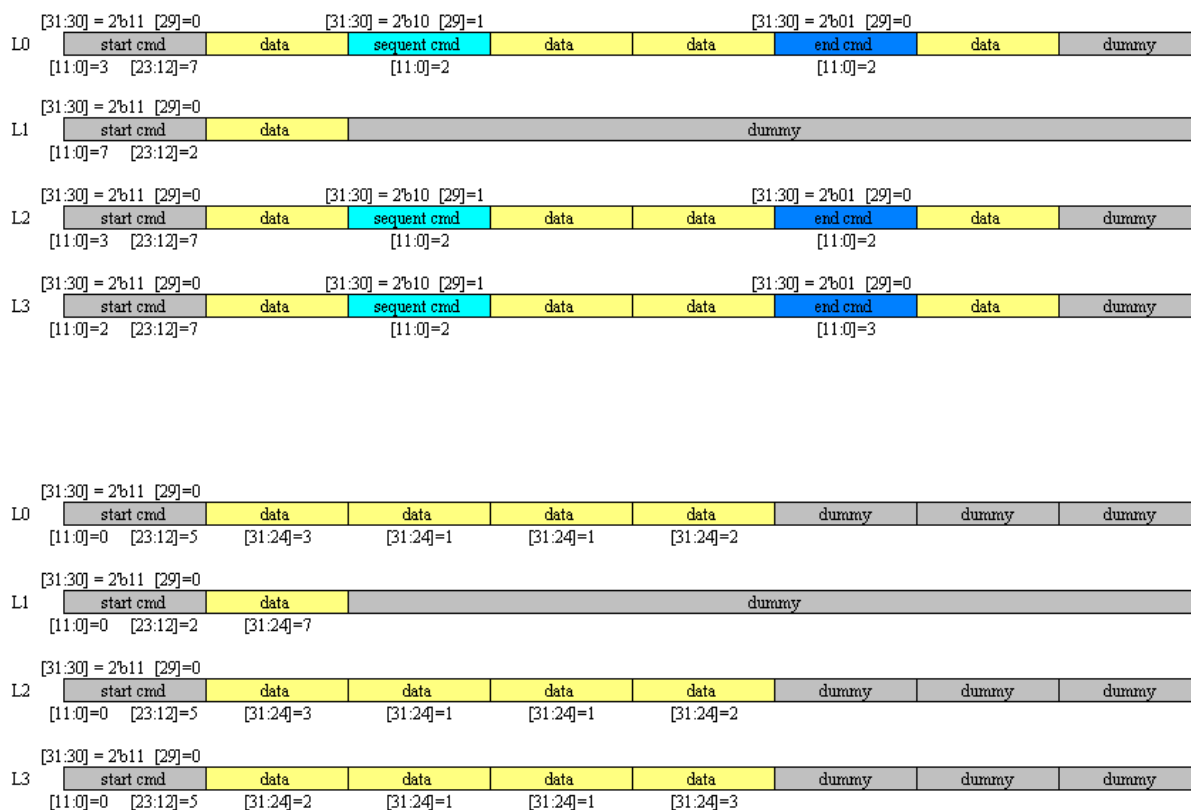 [31:30] = 2'b11 [29]=0 [31:30] = 2'b10 [29]=1 [31:30] = 2'b01 [29]=0
L0 start cmd data sequent cmd data data end cmd data dummy
[11:0]=3 [23:12]=7 [11:0]=2 [11:0]=2
[31:30] = 2'b11 [29]=0
L1 start cmd data dummy
[11:0]=7 [23:12]=2
[31:30] = 2'b11 [29]=0 [31:30] = 2'b10 [29]=1 [31:30] = 2'b01 [29]=0
L2 start cmd data sequent cmd data data end cmd data dummy
[11:0]=3 [23:12]=7 [11:0]=2 [11:0]=2
[31:30] = 2'b11 [29]=0 [31:30] = 2'b10 [29]=1 [31:30] = 2'b01 [29]=0
L3 start cmd data sequent cmd data data end cmd data dummy
[11:0]=2 [23:12]=7 [11:0]=2 [11:0]=3
[31:30] = 2'b11 [29]=0
L0 start cmd data data data data dummy dummy dummy
[11:0]=0 [23:12]=5 [31:24]=3 [31:24]=1 [31:24]=1 [31:24]=2
[31:30] = 2'b11 [29]=0
L1 start cmd data dummy
[11:0]=0 [23:12]=2 [31:24]=7
[31:30] = 2'b11 [29]=0
L2 start cmd data data data data dummy dummy dummy
[11:0]=0 [23:12]=5 [31:24]=3 [31:24]=1 [31:24]=1 [31:24]=2
[31:30] = 2'b11 [29]=0
L3 start cmd data data data data dummy dummy dummy
[11:0]=0 [23:12]=5 [31:24]=2 [31:24]=1 [31:24]=1 [31:24]=3